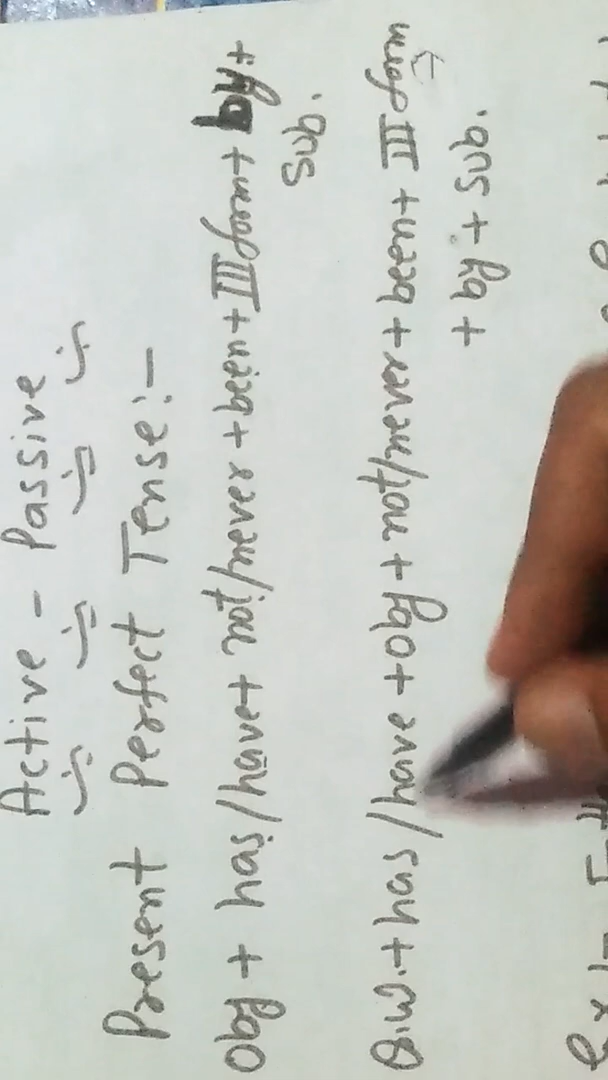 Active - Passive
Present Perfect Tense:-
Obj + has/have + not/never + been + III form + by +
Sub.
Q.W. + has/have + obj + not/never + been + III form
+ by + Sub.